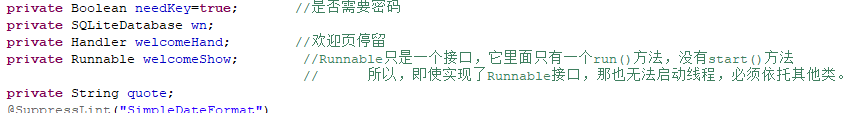 private Boolean needKey=true; //是否需要密码
private SQLiteDatabase wn;
private Handler welcomeHand; //欢迎页停留
private Runnable welcomeShow; //Runnable只是一个接口，它里面只有一个run()方法，没有start()方法
// 所以，即使实现了Runnable接口，那也无法启动线程，必须依托其他类。
private String quote;
@SuppressLint("SimpleDateFormat")